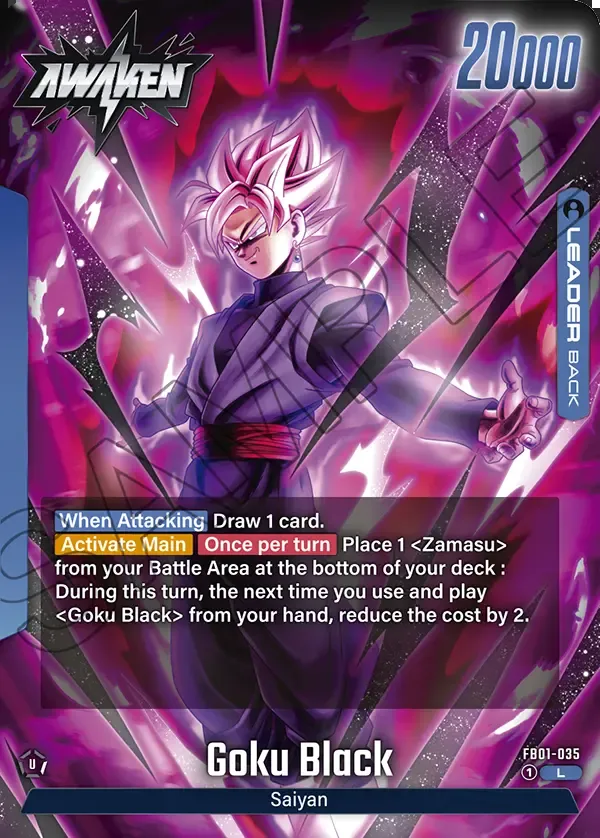 AWAKEN
20000
LEADER BACK
When Attacking Draw 1 card.
Activate Main Once per turn Place 1 <Zamasu>
from your Battle Area at the bottom of your deck :
During this turn, the next time you use and play
<Goku Black> from your hand, reduce the cost by 2.
SAMPLE
U
Goku Black
FB01-035
1 L
Saiyan